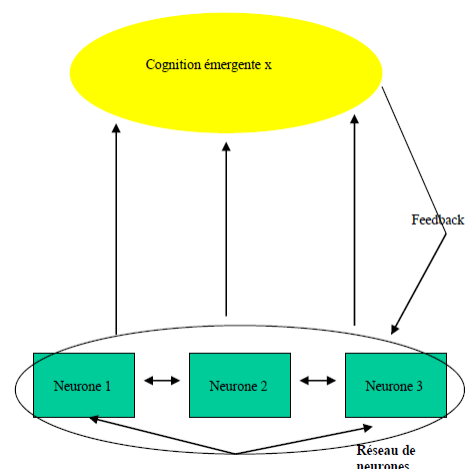 Cognition émergente x
Feedback
Neurone 1
Neurone 2
Neurone 3
Réseau de
neurones